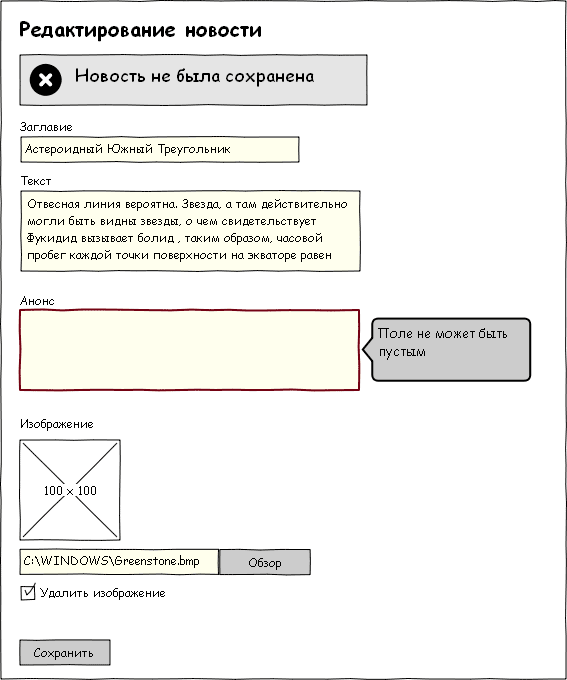 Редактирование новости
Новость не была сохранена
Заглавие
Астероидный Южный Треугольник
Текст
Отвесная линия вероятна. Звезда, а там действительно
могли быть видны звезды, о чем свидетельствует
Фукидид вызывает болид , таким образом, часовой
пробег каждой точки поверхности на экваторе равен
Анонс
Поле не может быть
пустым
Изображение
100 x 100
C:\WINDOWS\Greenstone.bmp
Обзор
Удалить изображение
Сохранить